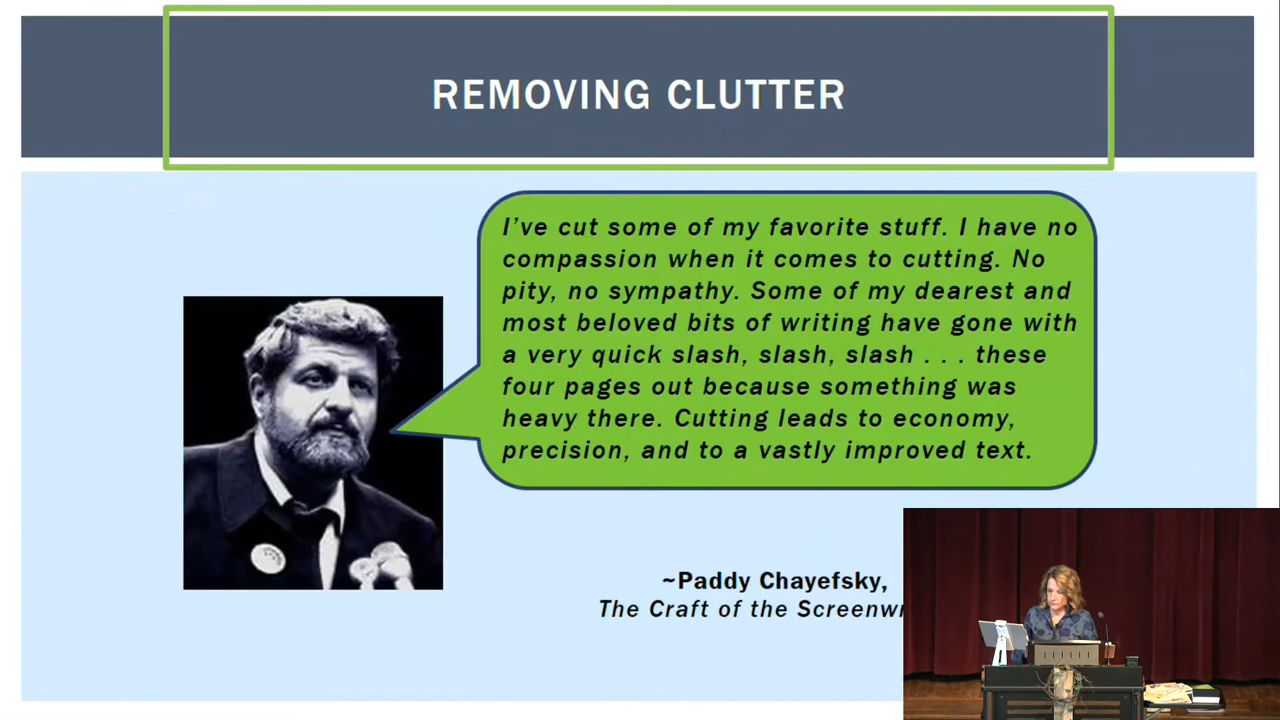 REMOVING CLUTTER
I’ve cut some of my favorite stuff. I have no
compassion when it comes to cutting. No
pity, no sympathy. Some of my dearest and
most beloved bits of writing have gone with
a very quick slash, slash, slash . . . these
four pages out because something was
heavy there. Cutting leads to economy,
precision, and to a vastly improved text.
~Paddy Chayefsky,
The Craft of the